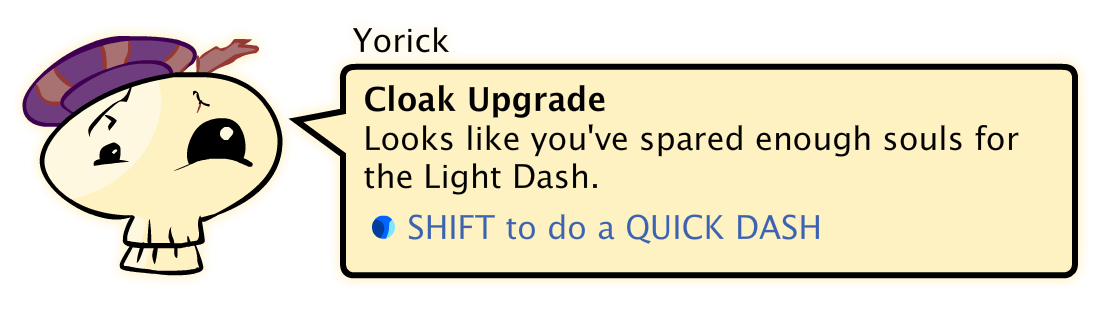 Yorick
Cloak Upgrade
Looks like you've spared enough souls for
the Light Dash.
SHIFT to do a QUICK DASH